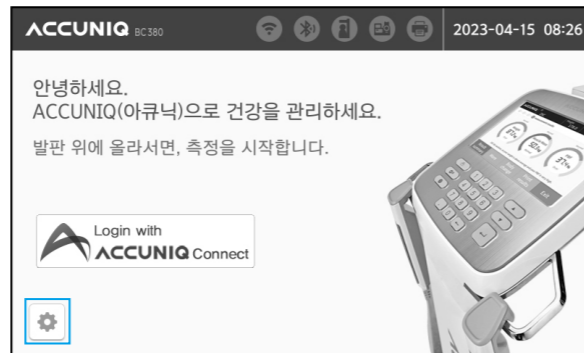 ACCUNIQ BC380
2023-04-15 08:26
안녕하세요.
ACCUNIQ(아큐닉)으로 건강을 관리하세요.
발판 위에 올라서면, 측정을 시작합니다.
Login with
ACCUNIQ Connect